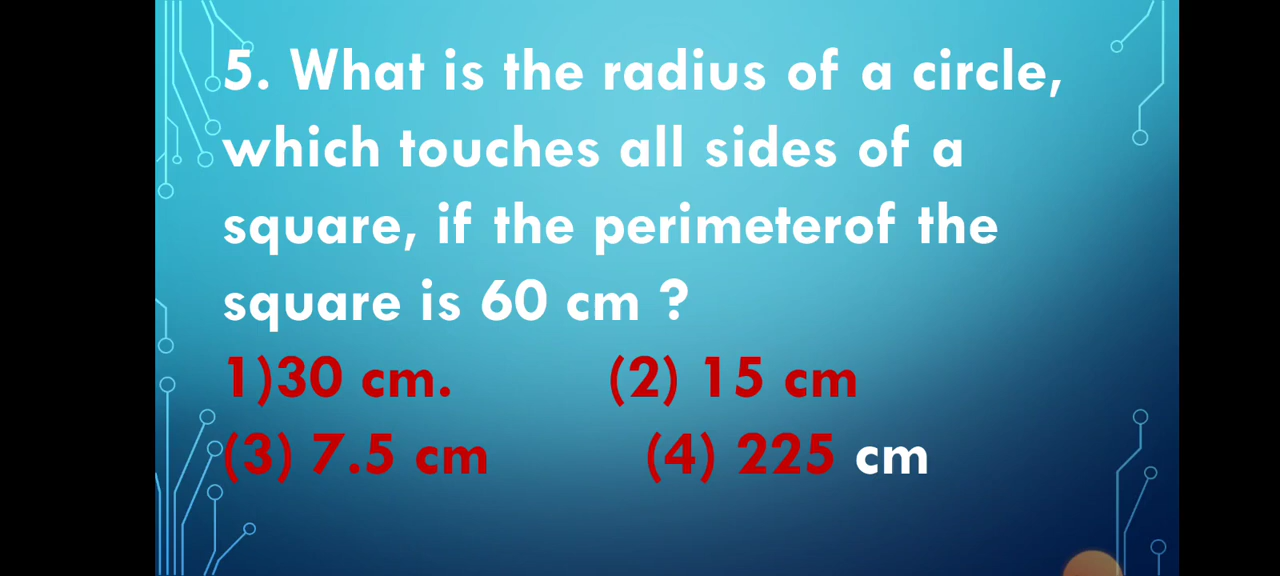 5. What is the radius of a circle,
which touches all sides of a
square, if the perimeterof the
square is 60 cm ?
1)30 cm. (2) 15 cm
(3) 7.5 cm (4) 225 cm